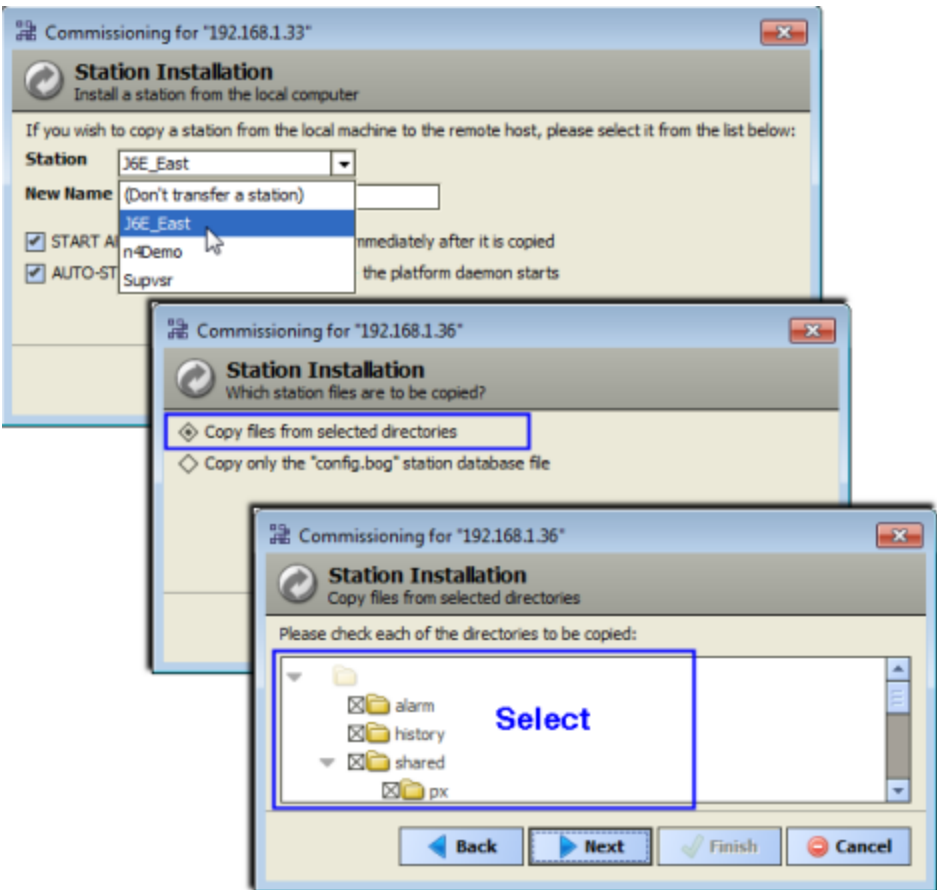 Commissioning for "192.168.1.33"
Station Installation
Install a station from the local computer
If you wish to copy a station from the local machine to the remote host, please select it from the list below:
Station J6E_East
New Name (Don't transfer a station)
J6E_East
START A mmediately after it is copied
n4Demo
AUTO-ST the platform daemon starts
Supvsr
Commissioning for "192.168.1.36"
Station Installation
Which station files are to be copied?
Copy files from selected directories
Copy only the "config.bog" station database file
Commissioning for "192.168.1.36"
Station Installation
Copy files from selected directories
Please check each of the directories to be copied:
alarm
Select
history
shared
px
Back Next Finish Cancel